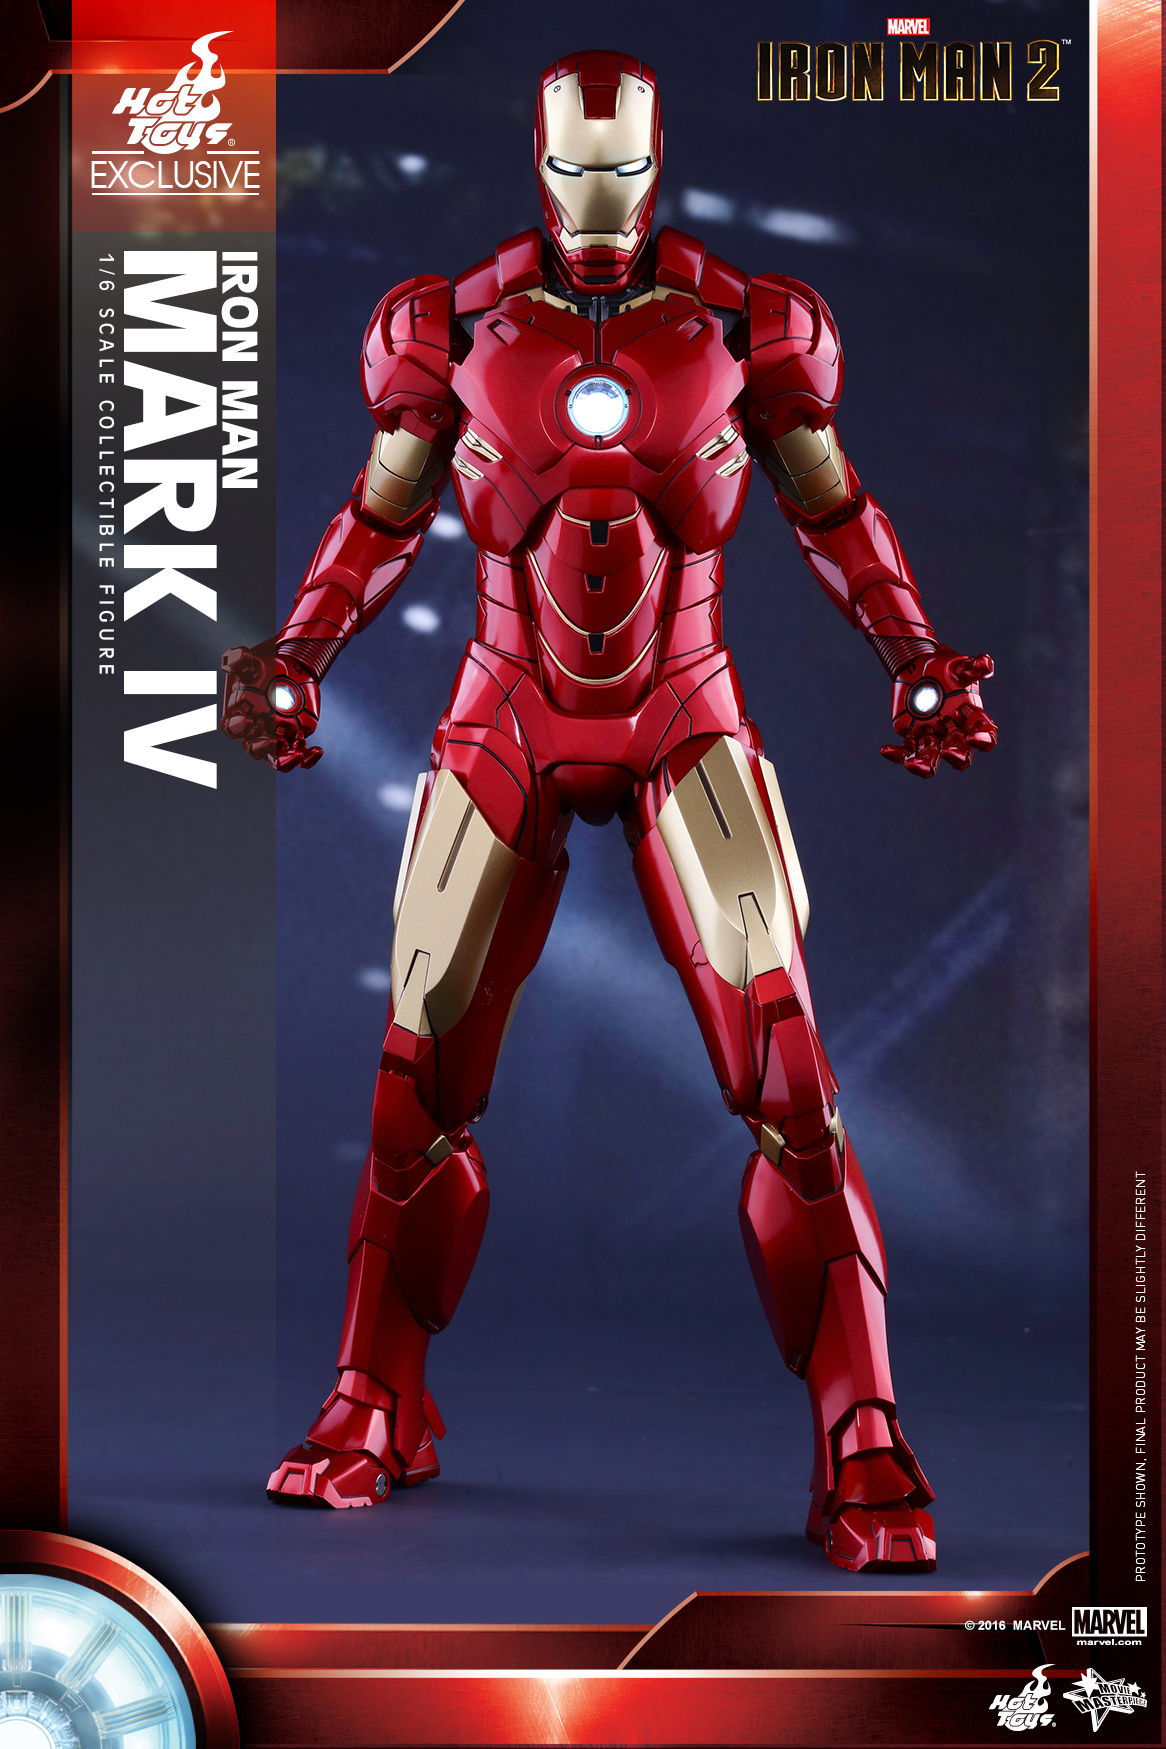 Hot
Toys®
EXCLUSIVE
MARVEL
IRON MAN 2™
IRON MAN
MARK IV
1/6 SCALE COLLECTIBLE FIGURE
PROTOTYPE SHOWN, FINAL PRODUCT MAY BE SLIGHTLY DIFFERENT
© 2016 MARVEL
MARVEL
marvel.com
Hot
Toys®
MOVIE
MASTERPIECE